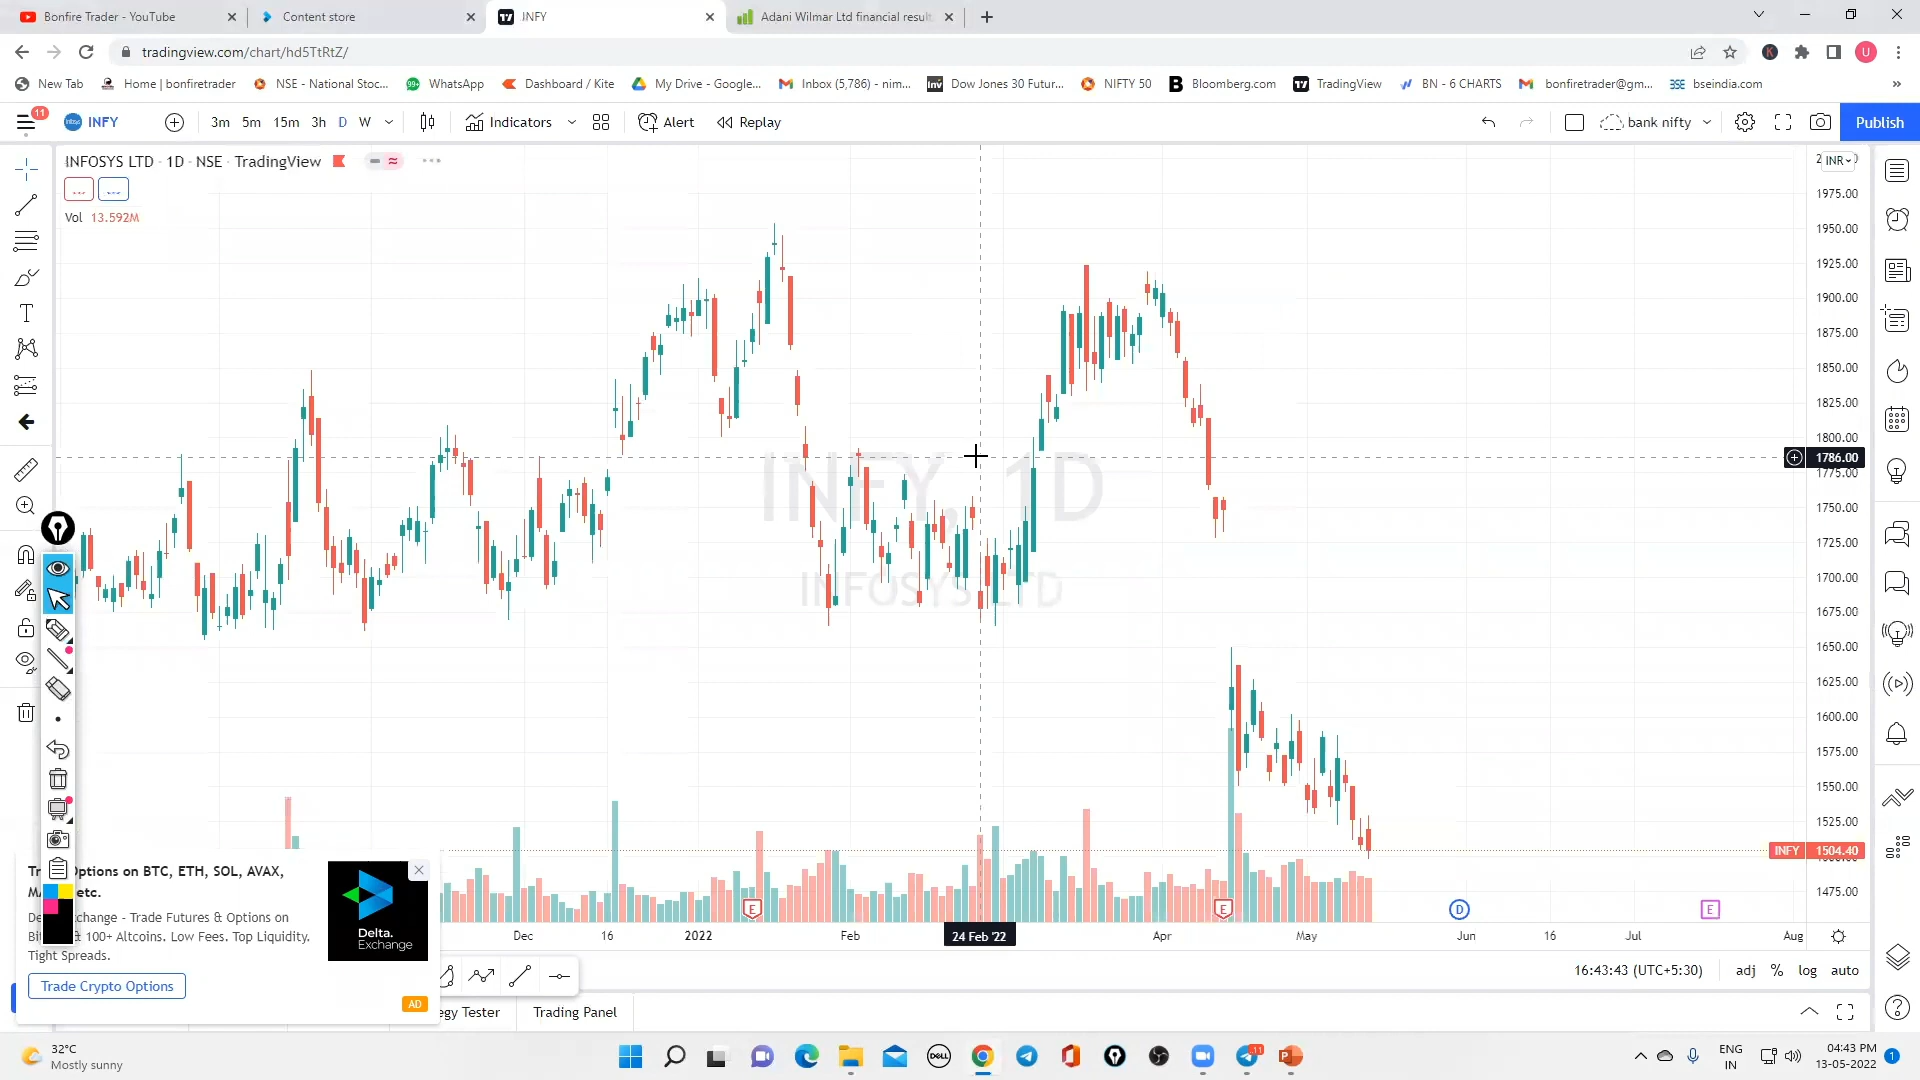 Bonfire Trader - YouTube
Content store
INFY
Adani Wilmar Ltd financial result
tradingview.com/chart/hd5TtRtZ/
U
New Tab
Home | bonfiretrader
NSE - National Stoc...
WhatsApp
Dashboard / Kite
My Drive - Google...
Inbox (5,786) - nim...
Dow Jones 30 Futur...
NIFTY 50
Bloomberg.com
TradingView
BN - 6 CHARTS
bonfiretrader@gm...
bseindia.com
11
INFY
3m 5m 15m 3h D W
Indicators
Alert
Replay
bank nifty
Publish
INFOSYS LTD · 1D · NSE · TradingView
INR
Vol 13.592M
1975.00
1950.00
1925.00
1900.00
1875.00
1850.00
1825.00
1800.00
1786.00
1775.00
1750.00
1725.00
1700.00
1675.00
1650.00
1625.00
1600.00
1575.00
1550.00
1525.00
INFY 1504.40
1475.00
INFY, 1D
INFOSYS LTD
E
E
D
E
Dec 16 2022 Feb 24 Feb '22 Apr May Jun 16 Jul Aug
Options on BTC, ETH, SOL, AVAX,
etc.
Exchange - Trade Futures & Options on
100+ Altcoins. Low Fees. Top Liquidity.
Tight Spreads.
Trade Crypto Options
Delta.
Exchange
AD
16:43:43 (UTC+5:30)
adj % log auto
egy Tester
Trading Panel
32°C
Mostly sunny
DELL
11
ENG
IN
04:43 PM
13-05-2022
1